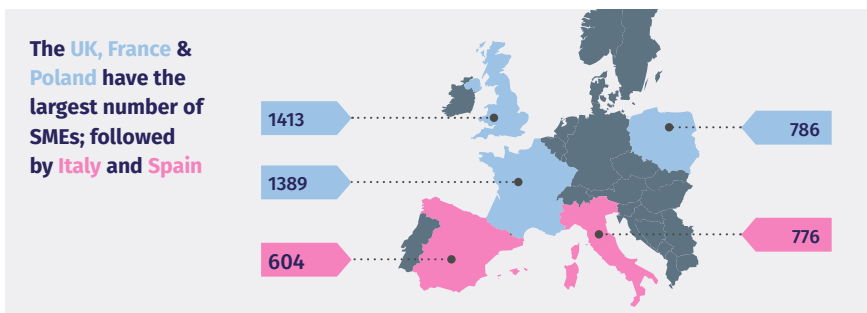 The UK, France &
Poland have the
largest number of
SMEs; followed
by Italy and Spain
1413
786
1389
776
604